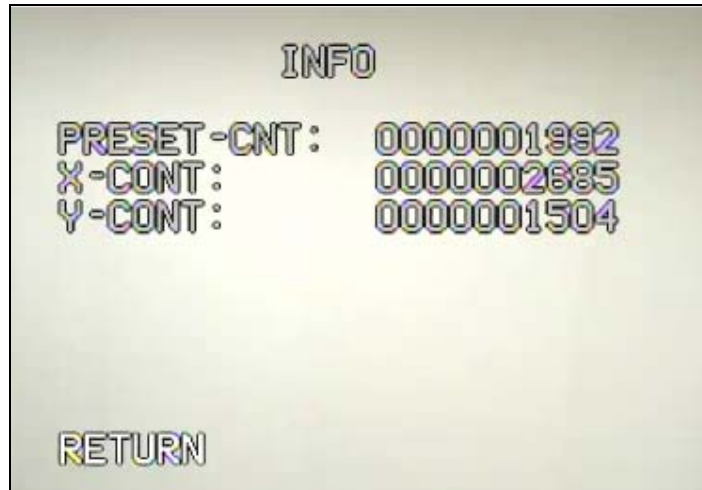 INFO
PRESET-CNT: 0000001992
X-CONT: 0000002685
Y-CONT: 0000001504
RETURN